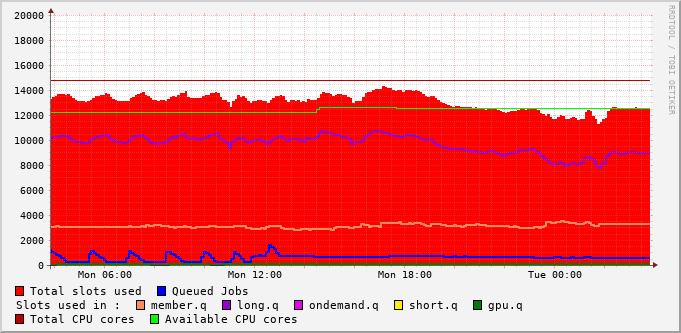 20000
18000
16000
14000
12000
10000
8000
6000
4000
2000
0
Mon 06:00 Mon 12:00 Mon 18:00 Tue 00:00
RRDTOOL / TOBI OETIKER
Total slots used Queued Jobs
Slots used in : member.q long.q ondemand.q short.q gpu.q
Total CPU cores Available CPU cores